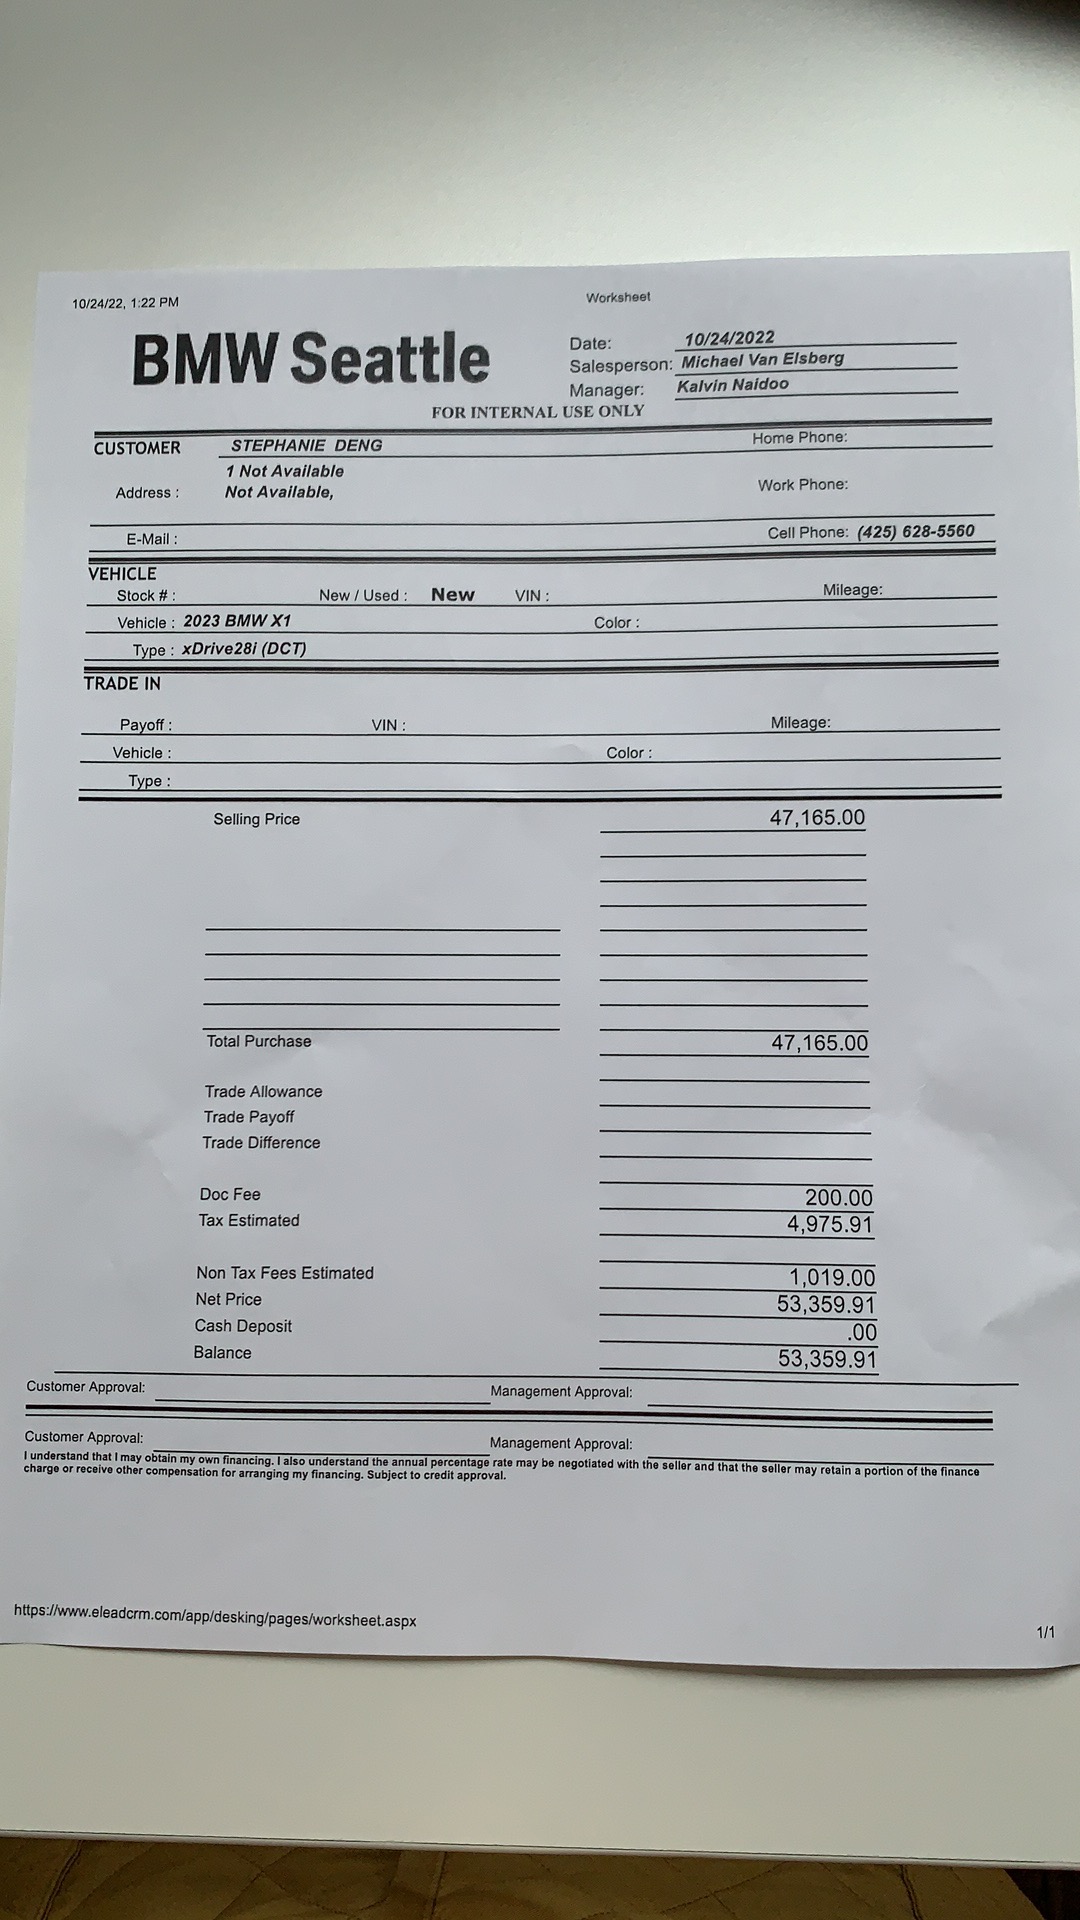 10/24/22, 1:22 PM Worksheet
BMW Seattle
Date: 10/24/2022
Salesperson: Michael Van Elsberg
Manager: Kalvin Naidoo
FOR INTERNAL USE ONLY
CUSTOMER STEPHANIE DENG Home Phone:
1 Not Available
Address : Not Available, Work Phone:
E-Mail : Cell Phone: (425) 628-5560
VEHICLE
Stock # : New / Used : New VIN : Mileage:
Vehicle : 2023 BMW X1 Color :
Type : xDrive28i (DCT)
TRADE IN
Payoff : VIN : Mileage:
Vehicle : Color :
Type :
Selling Price 47,165.00
Total Purchase 47,165.00
Trade Allowance
Trade Payoff
Trade Difference
Doc Fee 200.00
Tax Estimated 4,975.91
Non Tax Fees Estimated 1,019.00
Net Price 53,359.91
Cash Deposit .00
Balance 53,359.91
Customer Approval: Management Approval:
Customer Approval: Management Approval:
I understand that I may obtain my own financing. I also understand the annual percentage rate may be negotiated with the seller and that the seller may retain a portion of the finance
charge or receive other compensation for arranging my financing. Subject to credit approval.
https://www.eleadcrm.com/app/desking/pages/worksheet.aspx 1/1